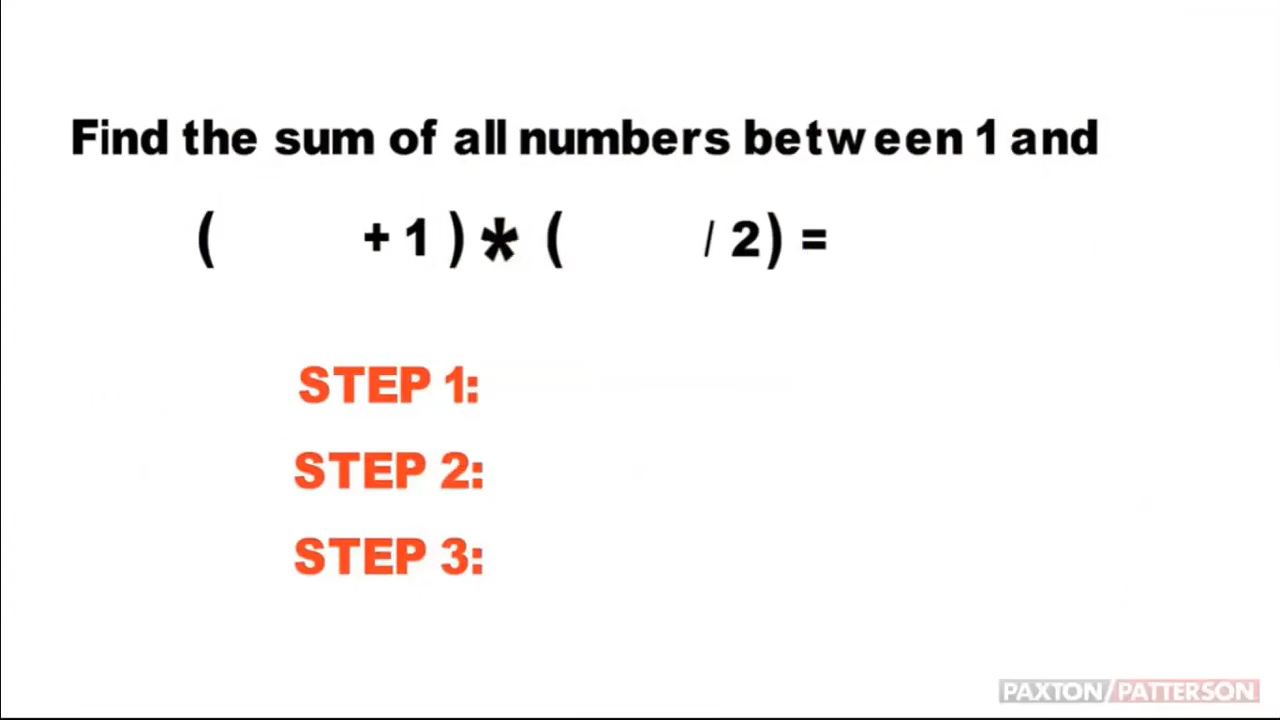 Find the sum of all numbers between 1 and
( + 1 ) * ( / 2) =
STEP 1:
STEP 2:
STEP 3:
PAXTON/PATTERSON